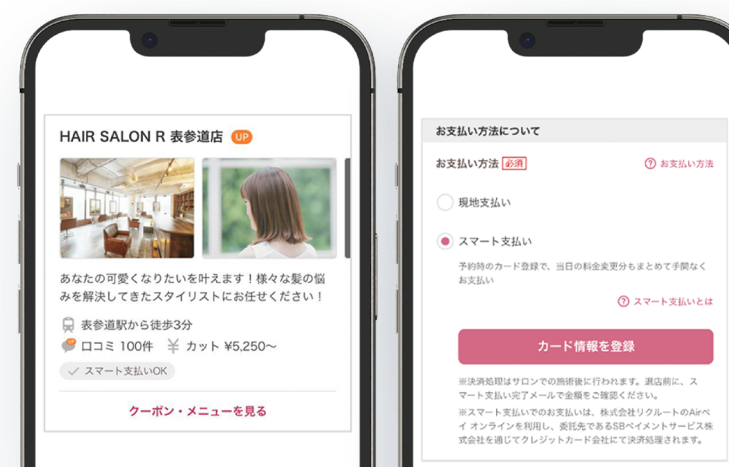 HAIR SALON R 表参道店 UP
あなたの可愛くなりたいを叶えます！様々な髪の悩
みを解決してきたスタイリストにお任せください！
表参道駅から徒歩3分
口コミ 100件 カット ¥5,250〜
スマート支払いOK
クーポン・メニューを見る
お支払い方法について
お支払い方法 必須 お支払い方法
現地支払い
スマート支払い
予約時のカード登録で、当日の料金変更分もまとめて手間なく
お支払い
スマート支払いとは
カード情報を登録
※決済処理はサロンでの施術後に行われます。退店前に、ス
マート支払い完了メールで金額をご確認ください。
※スマート支払いでのお支払いは、株式会社リクルートのAirペ
イ オンラインを利用し、委託先であるSBペイメントサービス株
式会社を通じてクレジットカード会社にて決済処理されます。